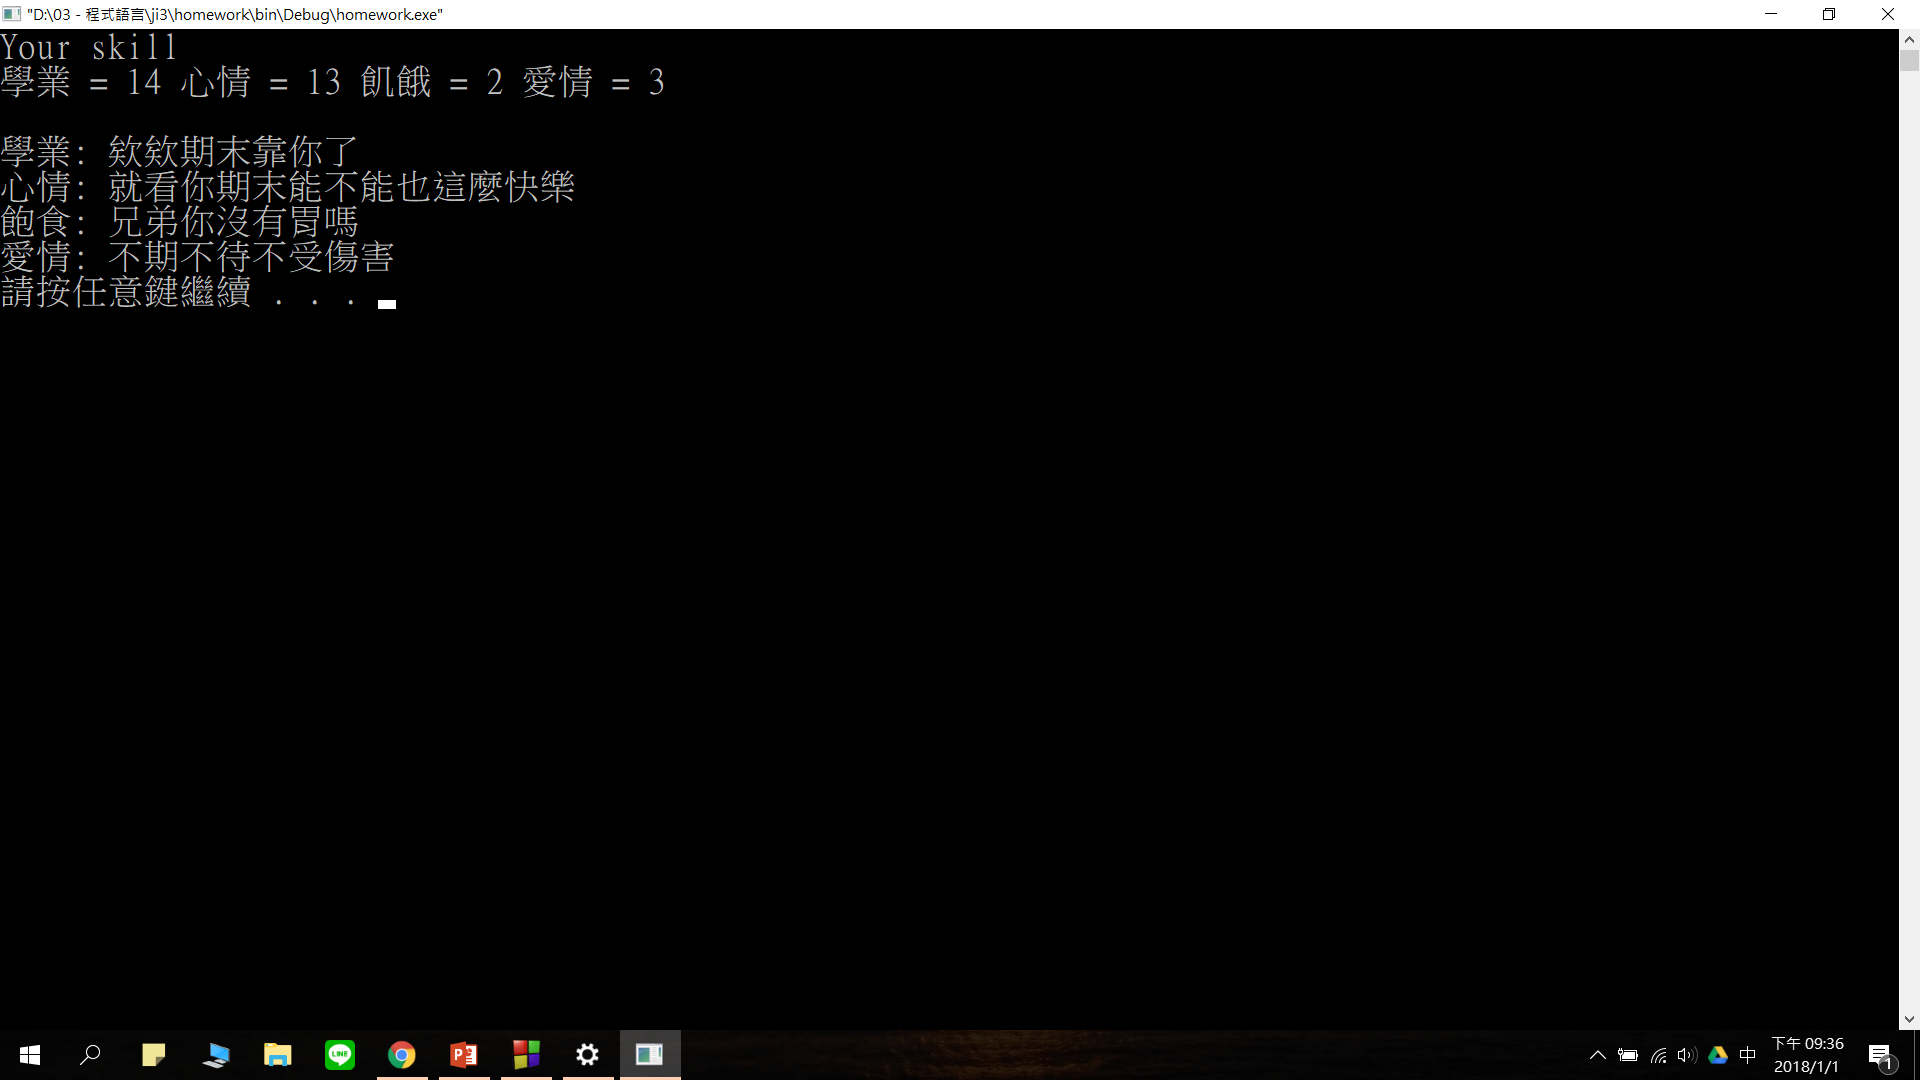 "D:\03 - 程式語言\ji3\homework\bin\Debug\homework.exe"
Your skill
學業 = 14 心情 = 13 飢餓 = 2 愛情 = 3
學業: 欸欸期末靠你了
心情: 就看你期末能不能也這麼快樂
飽食: 兄弟你沒有胃嗎
愛情: 不期不待不受傷害
請按任意鍵繼續 . . .
LINE
中
下午 09:36
2018/1/1
1